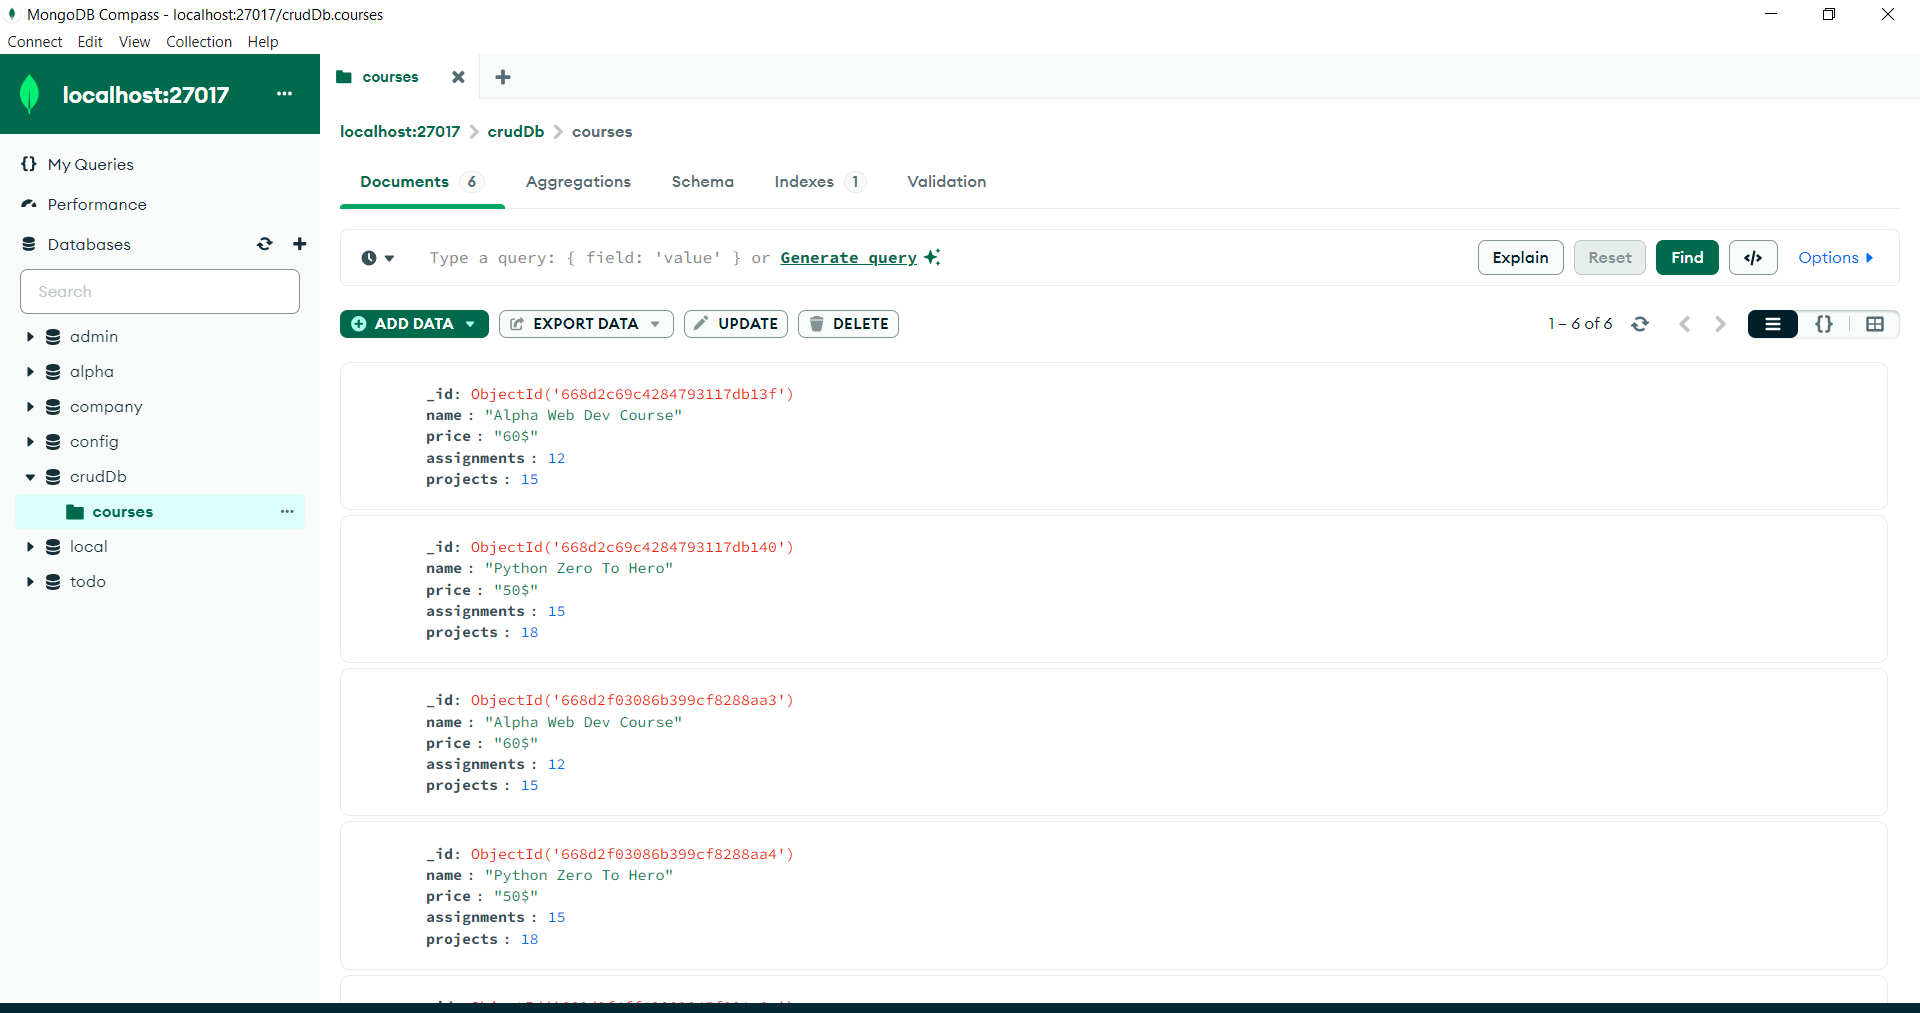 MongoDB Compass - localhost:27017/crudDb.courses
Connect Edit View Collection Help
localhost:27017
My Queries
Performance
Databases
Search
admin
alpha
company
config
crudDb
courses
local
todo
courses
localhost:27017 > crudDb > courses
Documents 6 Aggregations Schema Indexes 1 Validation
Type a query: { field: 'value' } or Generate query
Explain Reset Find </> Options
ADD DATA EXPORT DATA UPDATE DELETE 1 – 6 of 6 {}
_id: ObjectId('668d2c69c4284793117db13f')
name : "Alpha Web Dev Course"
price : "60$"
assignments : 12
projects : 15
_id: ObjectId('668d2c69c4284793117db140')
name : "Python Zero To Hero"
price : "50$"
assignments : 15
projects : 18
_id: ObjectId('668d2f03086b399cf8288aa3')
name : "Alpha Web Dev Course"
price : "60$"
assignments : 12
projects : 15
_id: ObjectId('668d2f03086b399cf8288aa4')
name : "Python Zero To Hero"
price : "50$"
assignments : 15
projects : 18